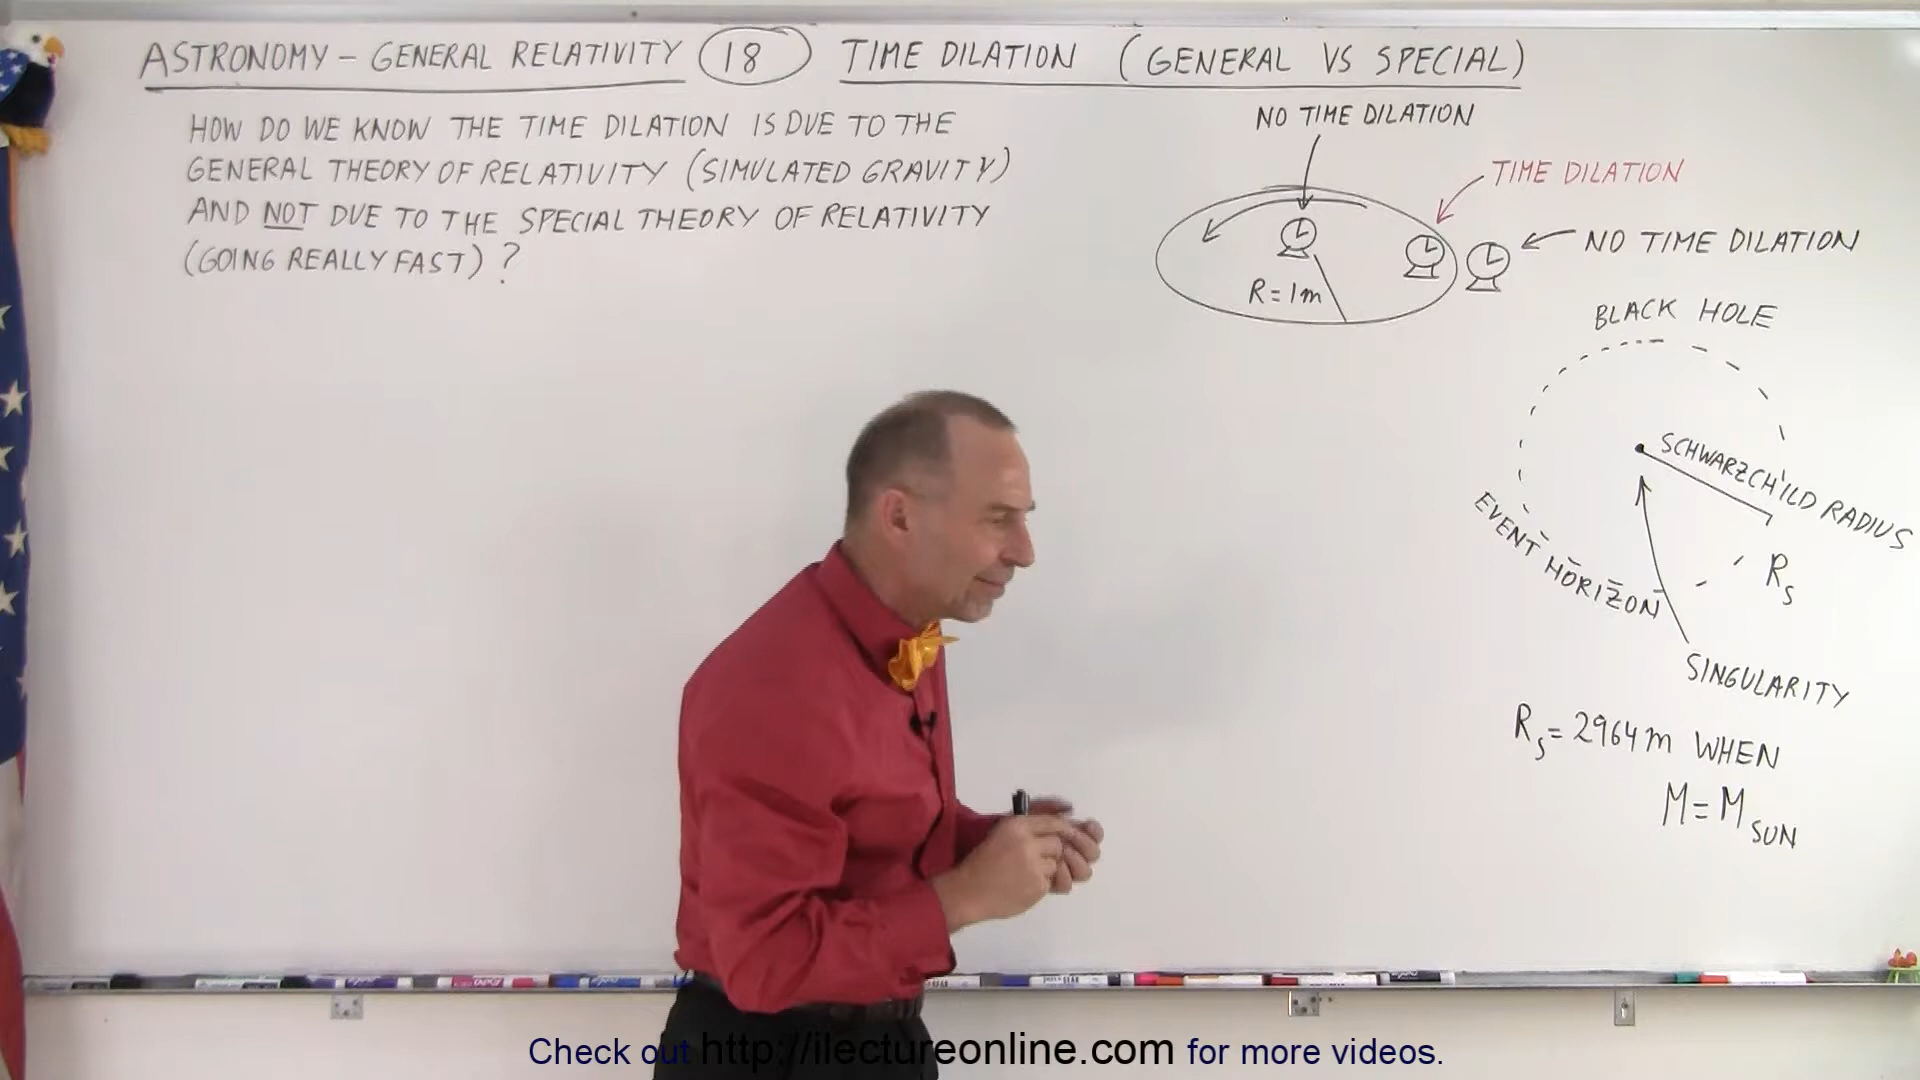 ASTRONOMY - GENERAL RELATIVITY 18 TIME DILATION (GENERAL VS SPECIAL)
HOW DO WE KNOW THE TIME DILATION IS DUE TO THE
GENERAL THEORY OF RELATIVITY (SIMULATED GRAVITY)
AND NOT DUE TO THE SPECIAL THEORY OF RELATIVITY
(GOING REALLY FAST) ?
NO TIME DILATION
TIME DILATION
NO TIME DILATION
R = 1m
BLACK HOLE
SCHWARZCHILD RADIUS
EVENT HORIZON
Rs
SINGULARITY
Rs = 2964 m WHEN
M = M SUN
Check out http://ilectureonline.com for more videos.